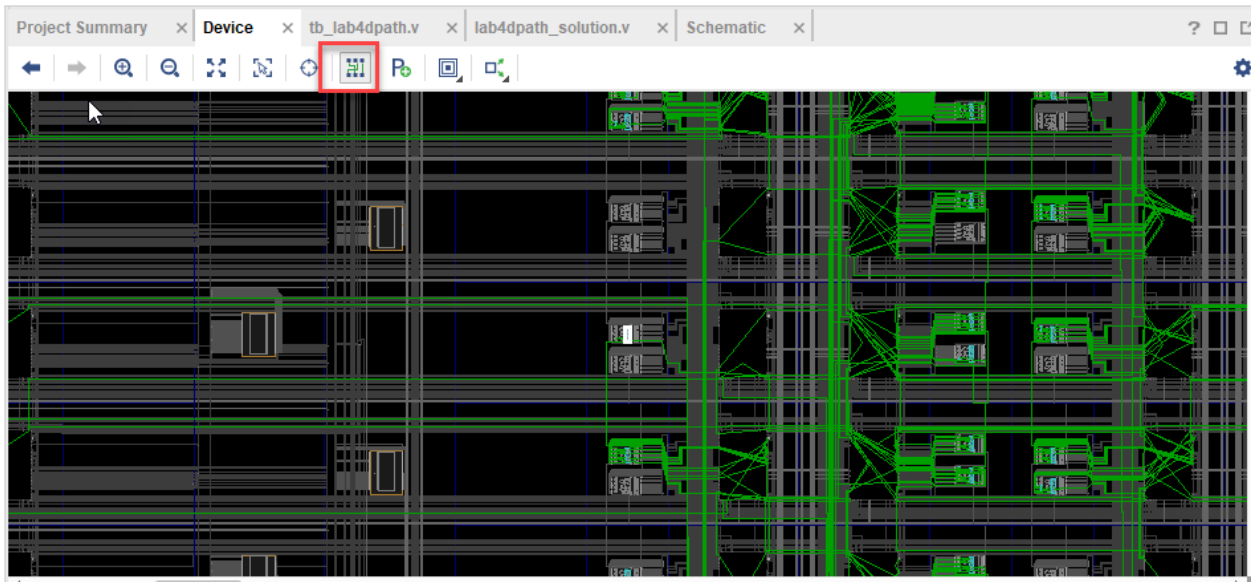 Project Summary × Device × tb_lab4dpath.v × lab4dpath_solution.v × Schematic × ?